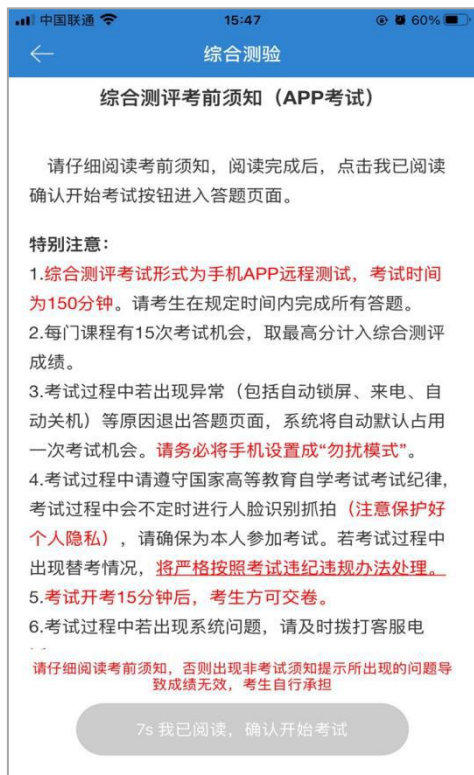 中国联通 15:47 60%
综合测验
综合测评考前须知（APP考试）
请仔细阅读考前须知，阅读完成后，点击我已阅读
确认开始考试按钮进入答题页面。
特别注意：
1.综合测评考试形式为手机APP远程测试，考试时间
为150分钟。请考生在规定时间内完成所有答题。
2.每门课程有15次考试机会，取最高分计入综合测评
成绩。
3.考试过程中若出现异常（包括自动锁屏、来电、自
动关机）等原因退出答题页面，系统将自动默认占用
一次考试机会。请务必将手机设置成“勿扰模式”。
4.考试过程中请遵守国家高等教育自学考试考试纪律,
考试过程中会不定时进行人脸识别抓拍（注意保护好
个人隐私），请确保为本人参加考试。若考试过程中
出现替考情况，将严格按照考试违纪违规办法处理。
5.考试开考15分钟后，考生方可交卷。
6.考试过程中若出现系统问题，请及时拨打客服电
请仔细阅读考前须知，否则出现非考试须知提示所出现的问题导
致成绩无效，考生自行承担
7s 我已阅读，确认开始考试